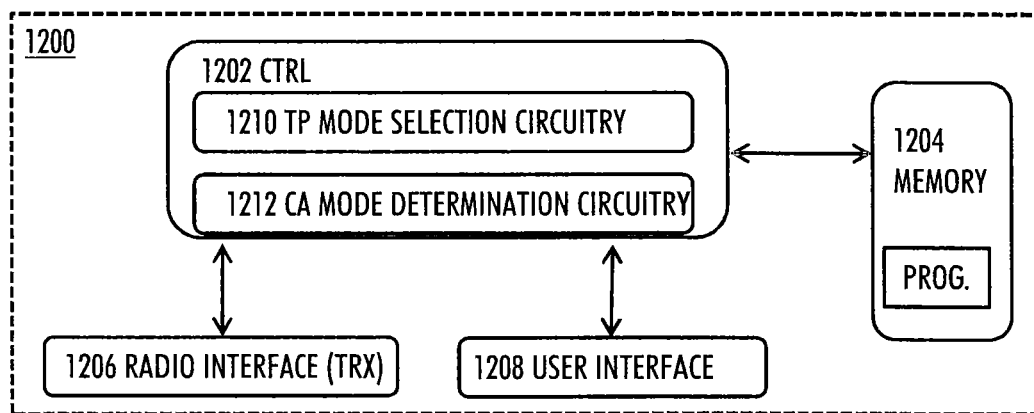 1200
1202 CTRL
1210 TP MODE SELECTION CIRCUITRY
1212 CA MODE DETERMINATION CIRCUITRY
1204
MEMORY
PROG.
1206 RADIO INTERFACE (TRX)
1208 USER INTERFACE